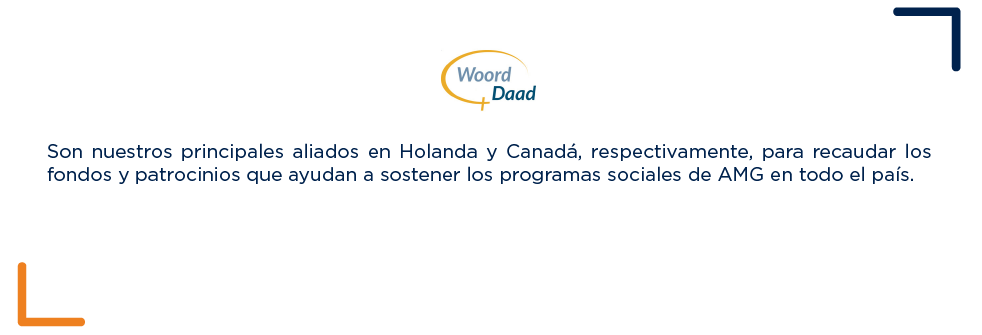 Woord
Daad
Son nuestros principales aliados en Holanda y Canadá, respectivamente, para recaudar los
fondos y patrocinios que ayudan a sostener los programas sociales de AMG en todo el país.